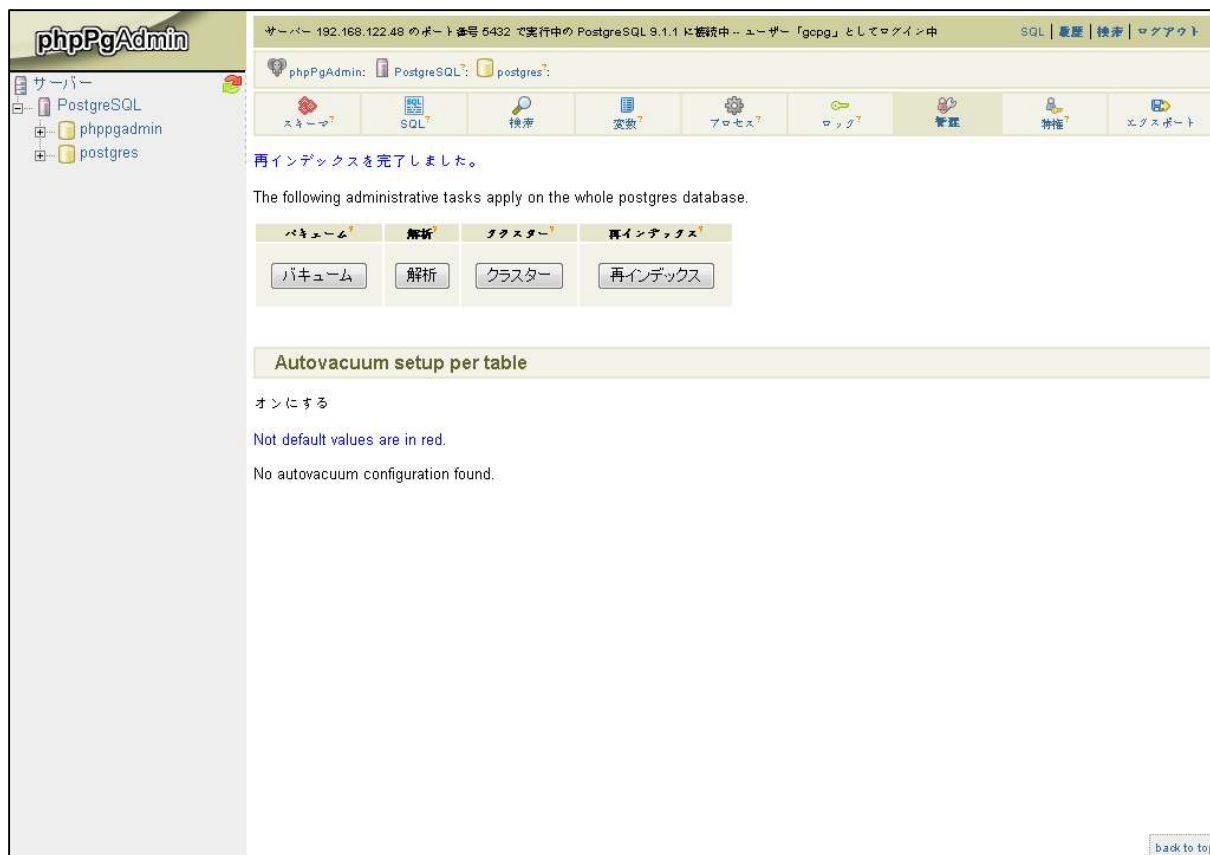 phpPgAdmin
サーバー 192.168.122.48 のポート番号 5432 で実行中の PostgreSQL 9.1.1 に接続中 -- ユーザー 「gcpg」としてログイン中
SQL | 履歴 | 検索 | ログアウト
サーバー
PostgreSQL
phppgadmin
postgres
phpPgAdmin: PostgreSQL?: postgres?:
スキーマ? SQL? 検索 変数? プロセス? ロック? 管理 特権? エクスポート
再インデックスを完了しました。
The following administrative tasks apply on the whole postgres database.
バキューム? 解析? クラスター? 再インデックス?
バキューム 解析 クラスター 再インデックス
Autovacuum setup per table
オンにする
Not default values are in red.
No autovacuum configuration found.
back to top